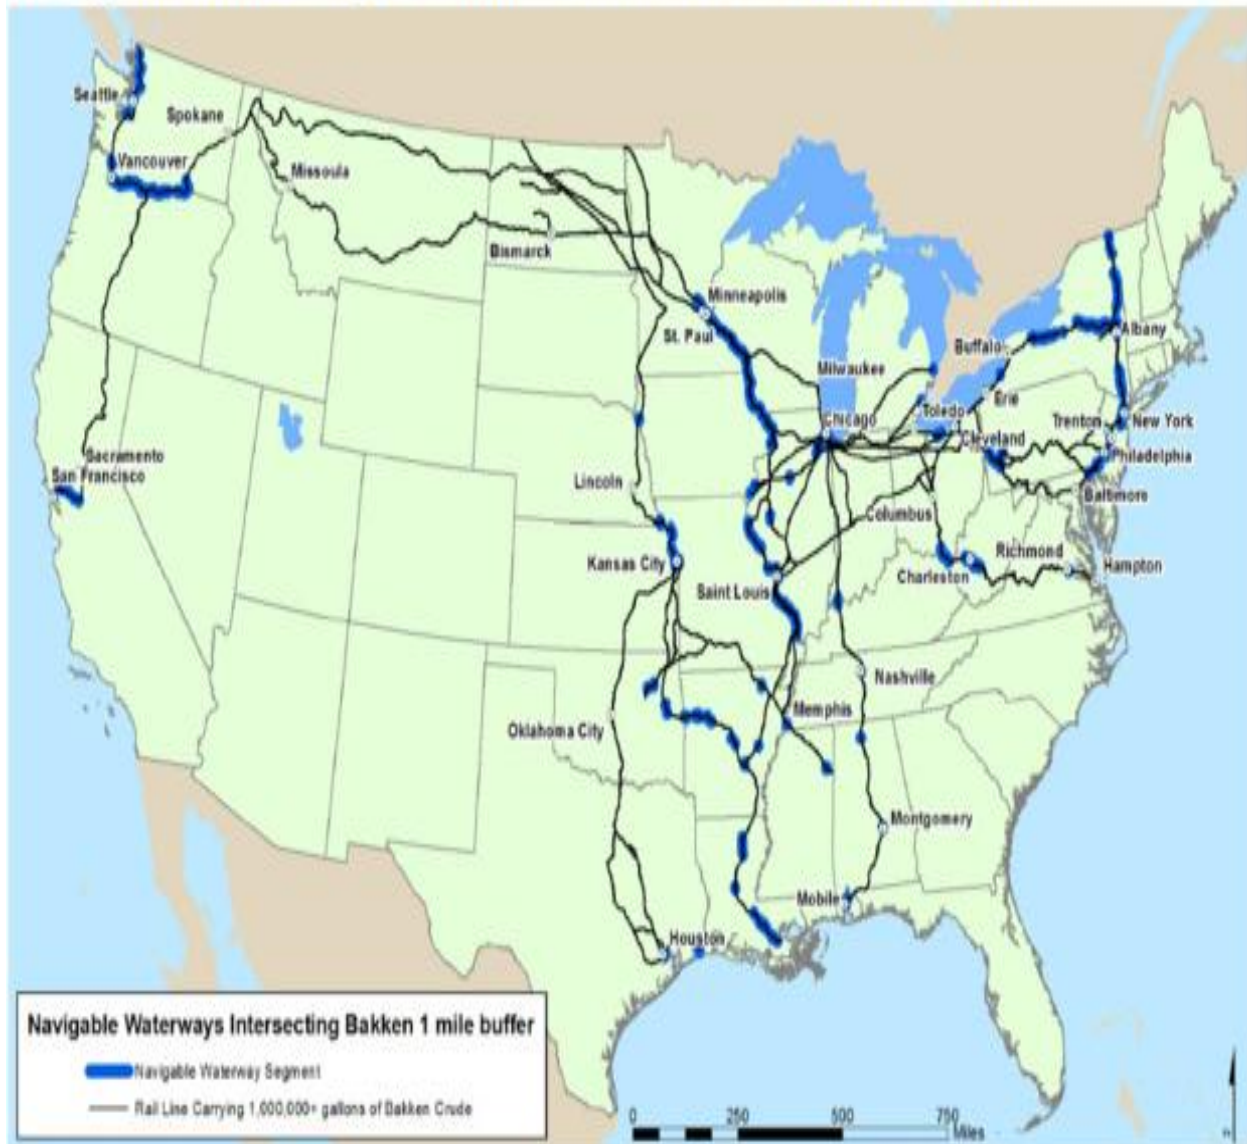 Seattle
Spokane
Vancouver
Missoula
Bismarck
Minneapolis
St. Paul
Albany
Buffalo
Milwaukee
Erie
Toledo
Chicago
Trenton
New York
Cleveland
Philadelphia
Sacramento
San Francisco
Lincoln
Baltimore
Columbus
Richmond
Kansas City
Charleston
Hampton
Saint Louis
Nashville
Memphis
Oklahoma City
Montgomery
Mobile
Houston
Navigable Waterways Intersecting Bakken 1 mile buffer
Navigable Waterway Segment
Rail Line Carrying 1,000,000+ gallons of Bakken Crude
0 250 500 750
Miles